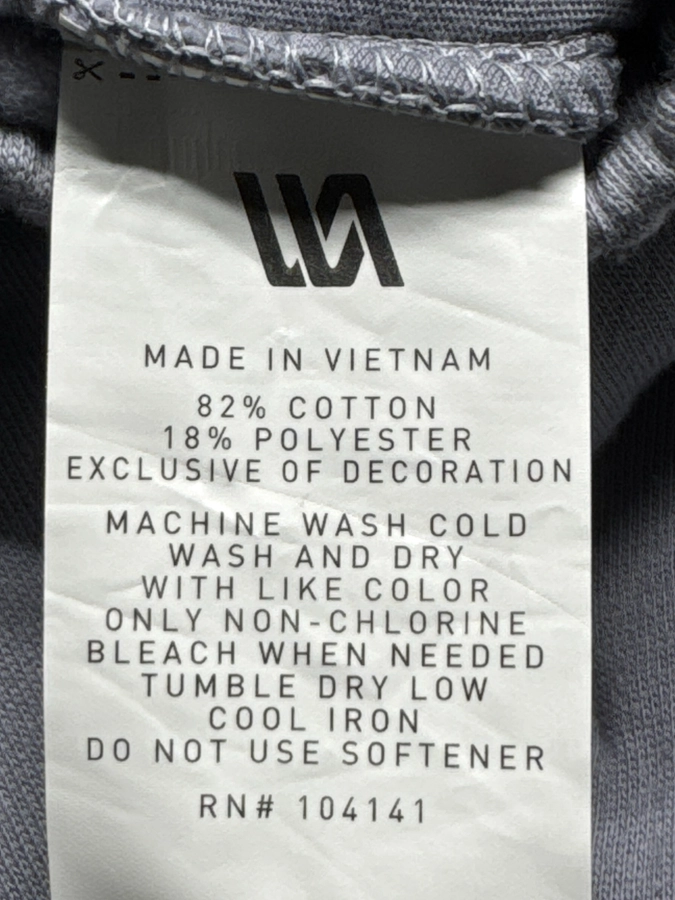 MADE IN VIETNAM
82% COTTON
18% POLYESTER
EXCLUSIVE OF DECORATION
MACHINE WASH COLD
WASH AND DRY
WITH LIKE COLOR
ONLY NON-CHLORINE
BLEACH WHEN NEEDED
TUMBLE DRY LOW
COOL IRON
DO NOT USE SOFTENER
RN# 104141